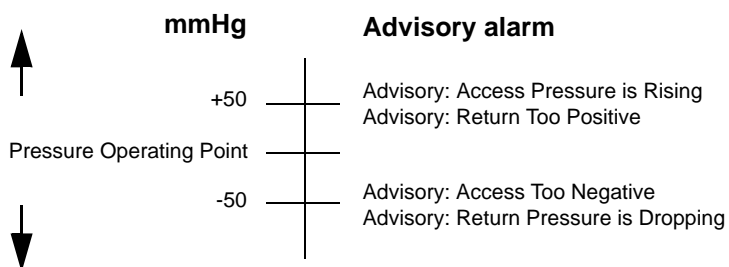 mmHg Advisory alarm
+50
Advisory: Access Pressure is Rising
Advisory: Return Too Positive
Pressure Operating Point
-50
Advisory: Access Too Negative
Advisory: Return Pressure is Dropping